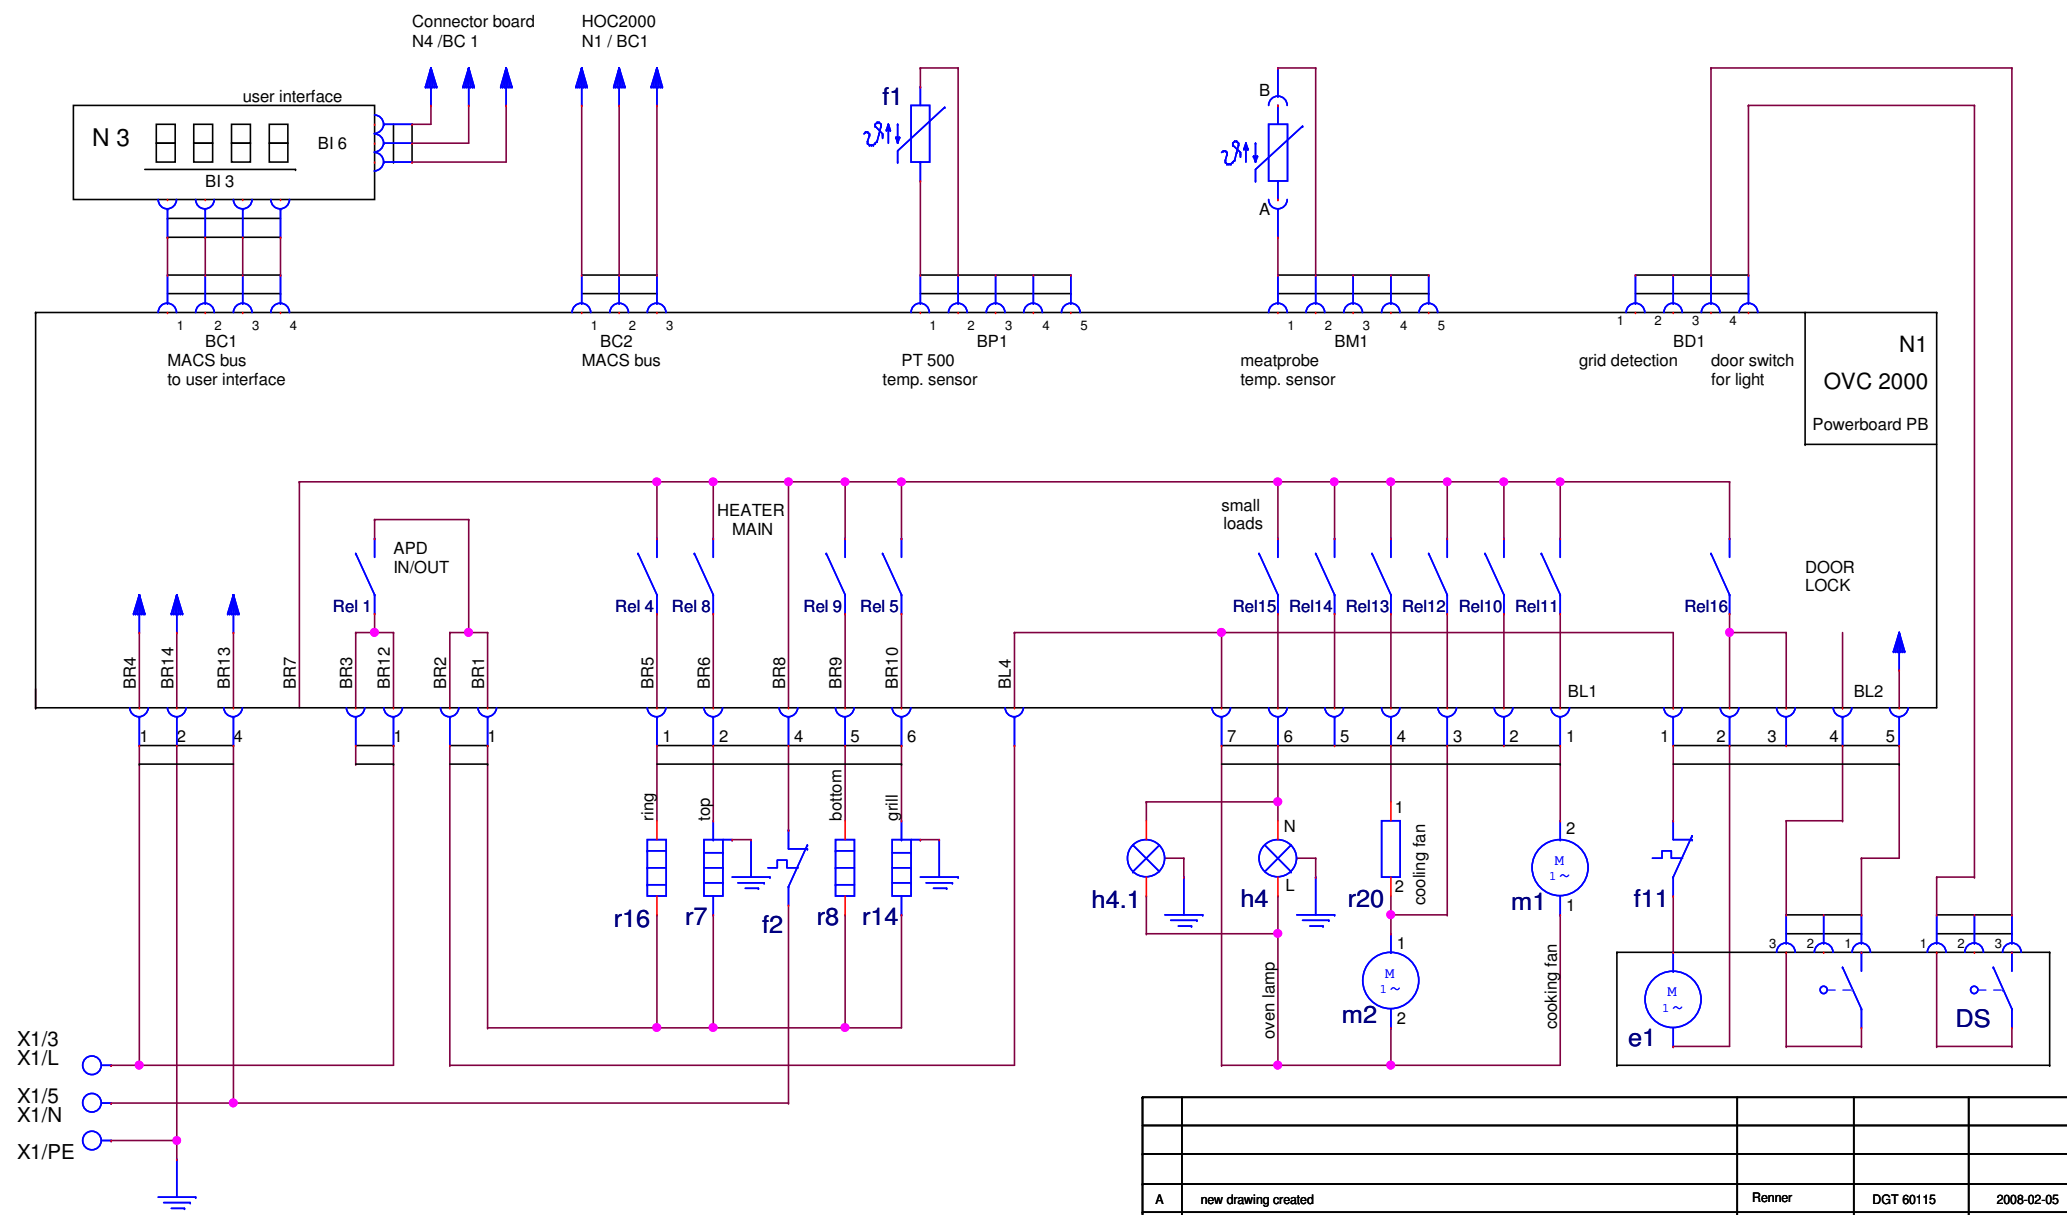 Connector board
N4 /BC 1
HOC2000
N1 / BC1
user interface
N 3
BI 6
BI 3
f1
B
A
1 2 3 4
BC1
MACS bus
to user interface
1 2 3
BC2
MACS bus
1 2 3 4 5
BP1
PT 500
temp. sensor
1 2 3 4 5
BM1
meatprobe
temp. sensor
1 2 3 4
BD1
grid detection
door switch
for light
N1
OVC 2000
Powerboard PB
HEATER
MAIN
small
loads
APD
IN/OUT
DOOR
LOCK
Rel 1
Rel 4
Rel 8
Rel 9
Rel 5
Rel15
Rel14
Rel13
Rel12
Rel10
Rel11
Rel16
BR4
BR14
BR13
BR7
BR3
BR12
BR2
BR1
BR5
BR6
BR8
BR9
BR10
BL4
BL1
BL2
1 2 4
1
1
1 2 4 5 6
7 6 5 4 3 2 1
1 2 3 4 5
ring
top
bottom
grill
r16
r7
f2
r8
r14
h4.1
N
L
h4
oven lamp
1
2
r20
cooling fan
1
M
1~
2
m2
2
M
1~
1
m1
cooking fan
f11
3 2 1
1 2 3
M
1~
e1
DS
X1/3
X1/L
X1/5
X1/N
X1/PE
A new drawing created Renner DGT 60115 2008-02-05